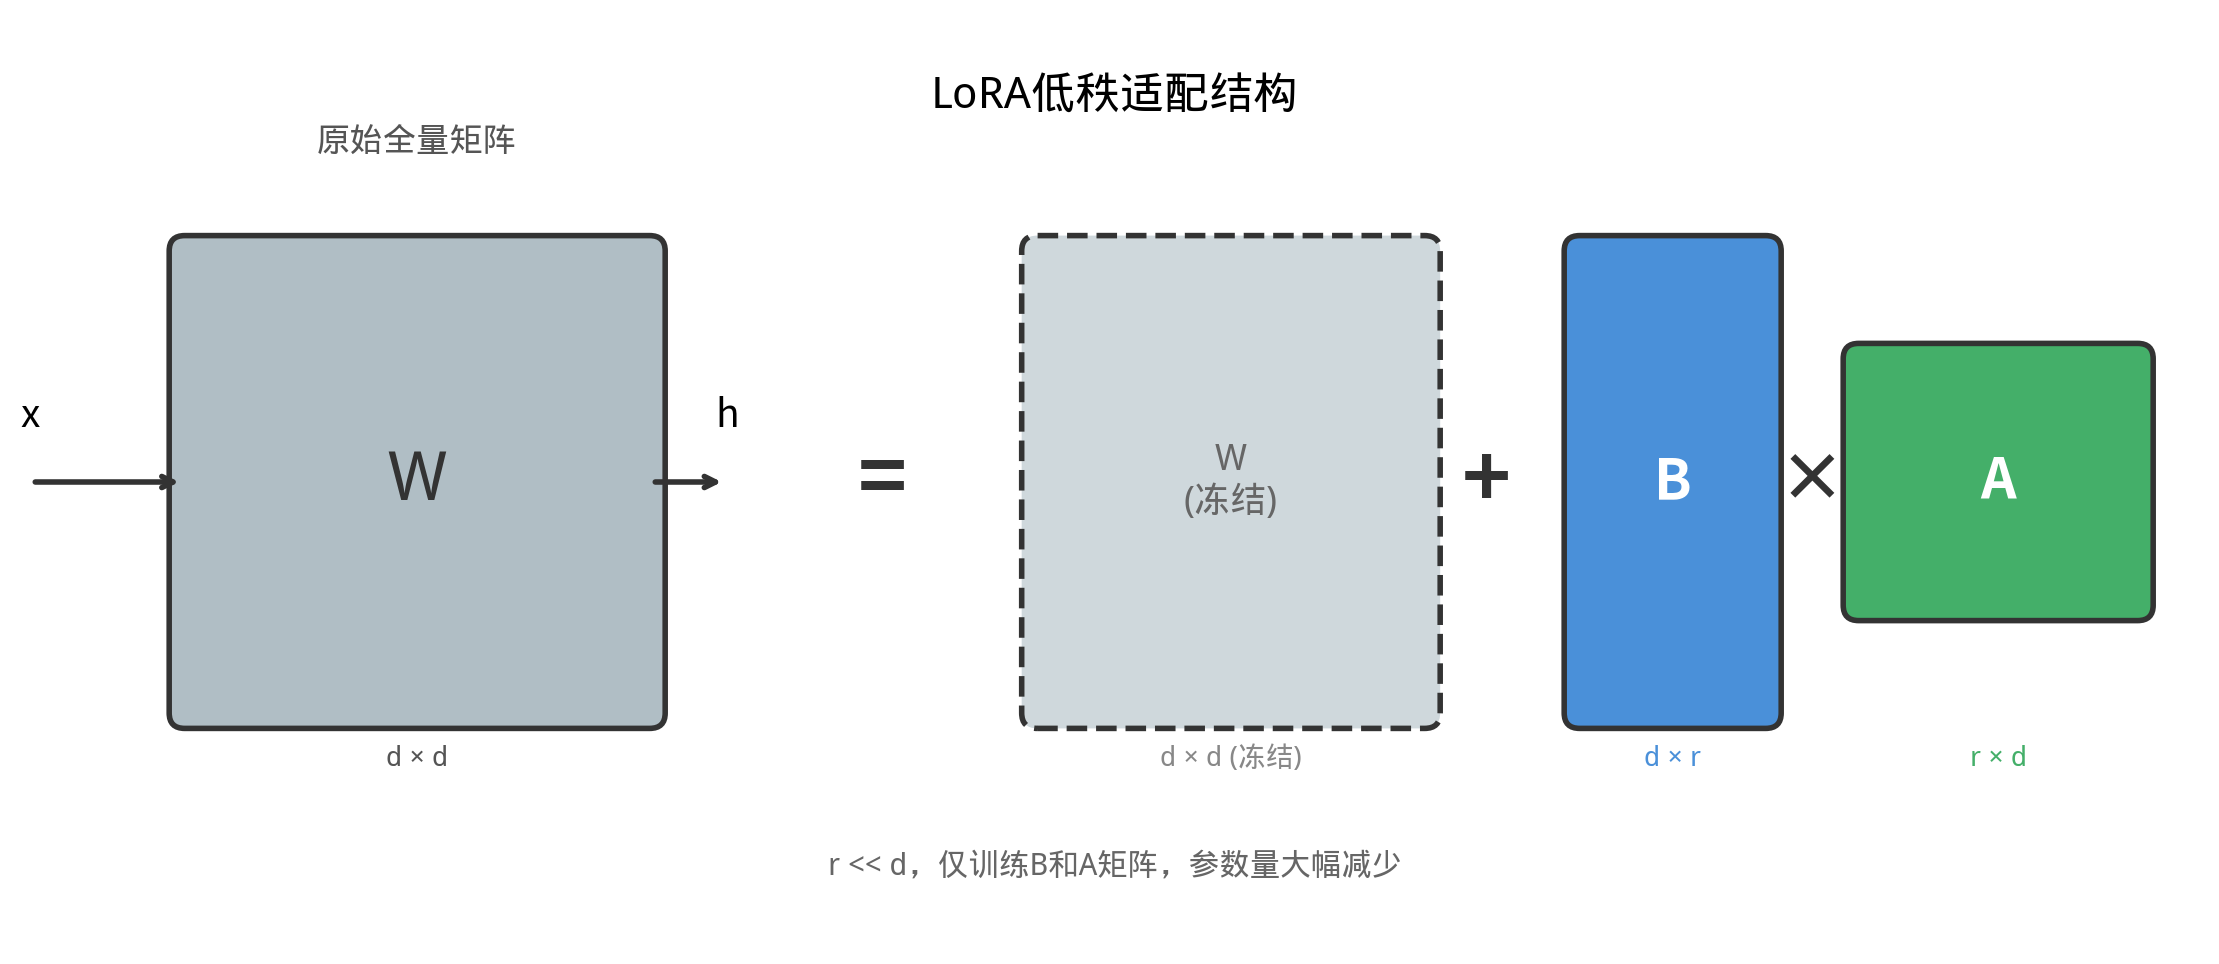 LoRA低秩适配结构
原始全量矩阵
x
W
h
=
W
(冻结)
+
B
×
A
d × d
d × d (冻结)
d × r
r × d
r << d，仅训练B和A矩阵，参数量大幅减少